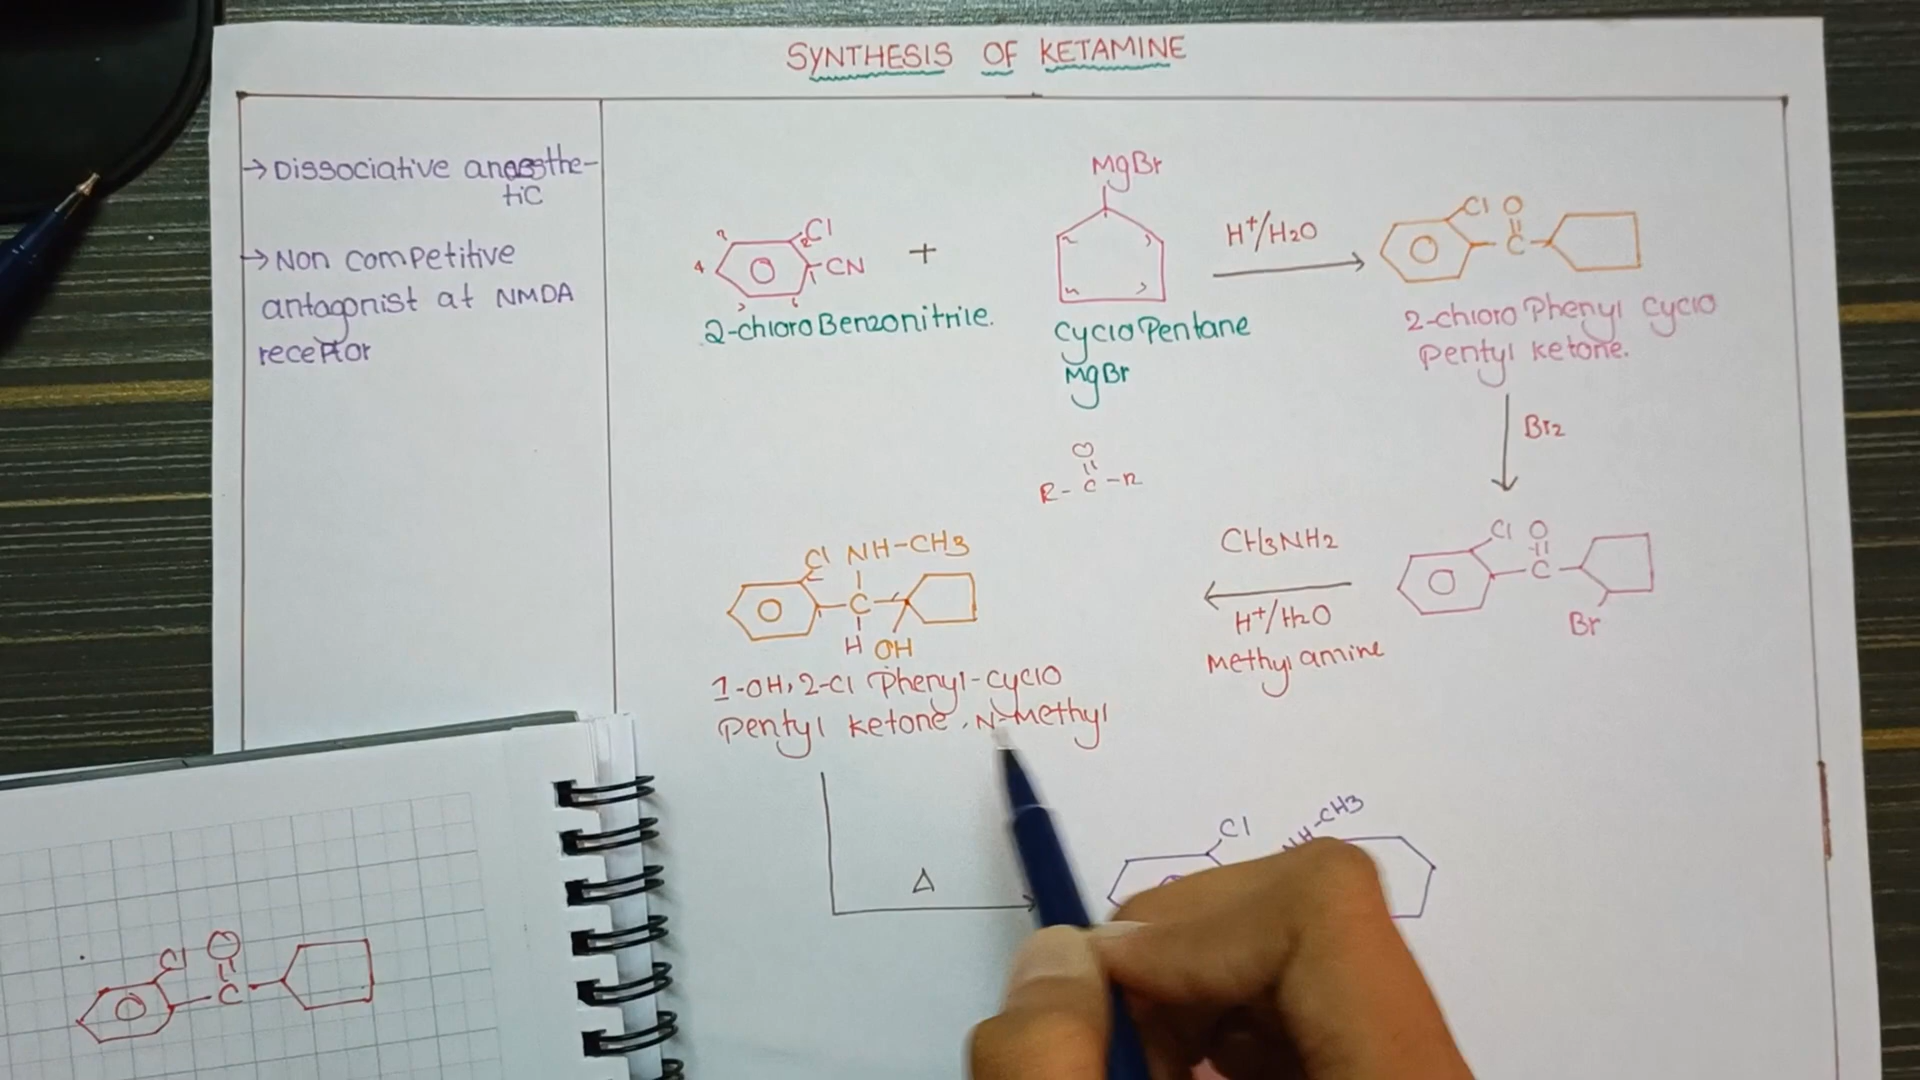 SYNTHESIS OF KETAMINE
→ Dissociative anaesthe-
tic
→ Non competitive
antagonist at NMDA
receptor
MgBr
Cl
CN
+
H+/H2O
Cl O
C
2-chloro Benzonitrile.
cyclo Pentane
MgBr
2-chloro Phenyl cyclo
Pentyl ketone.
Br2
O
R-C-R
Cl NH-CH3
C
H OH
CH3NH2
H+/H2O
Methyl amine
Cl O
C
Br
1-OH, 2-Cl Phenyl-cyclo
Pentyl ketone, N-Methyl
Δ
Cl
NH-CH3
Cl O
C